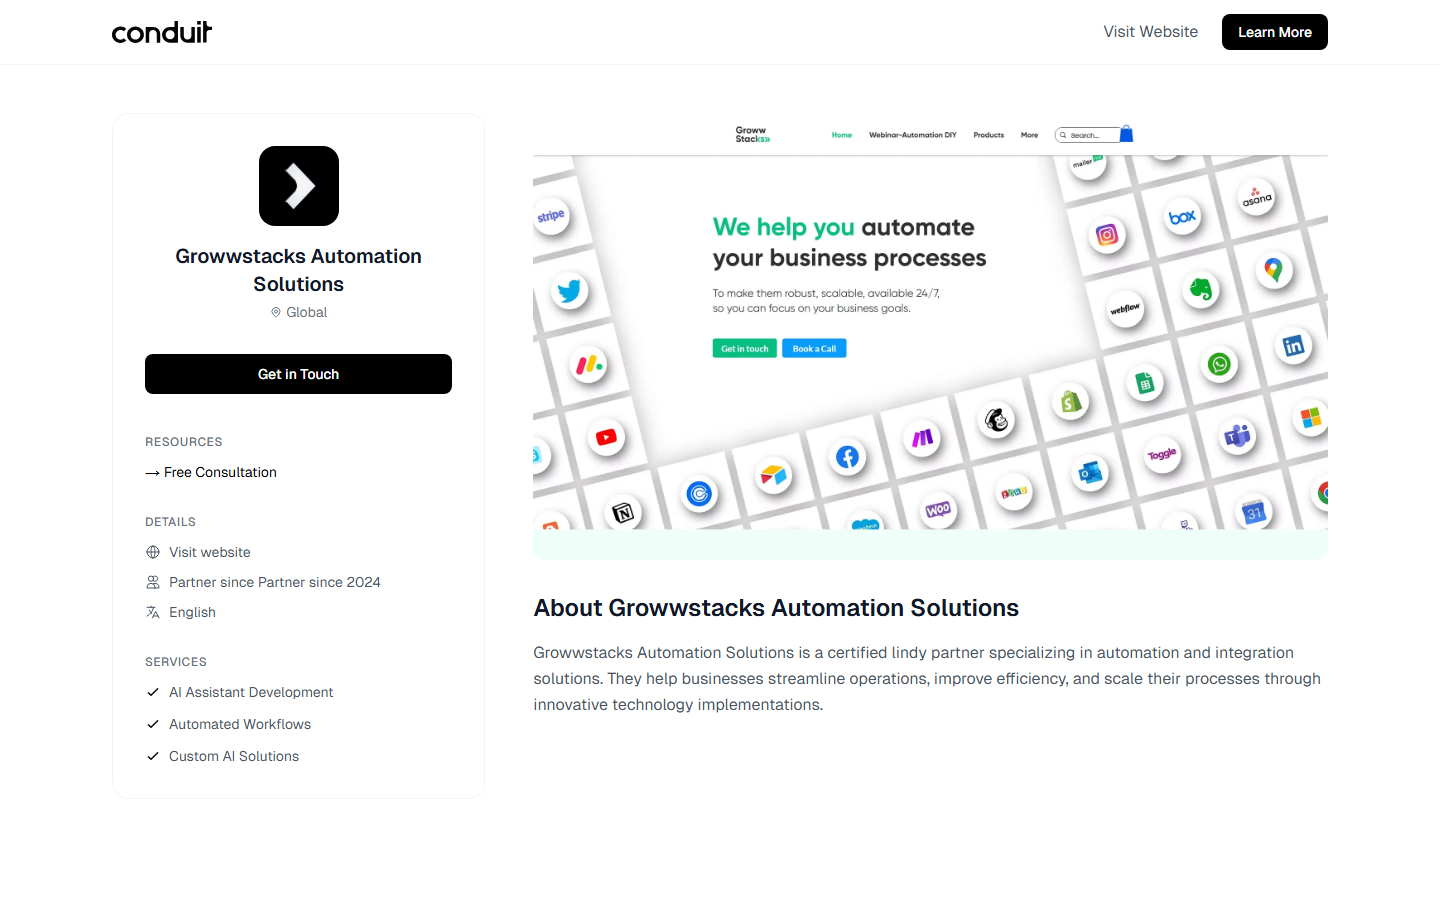 conduit
Visit Website
Learn More
Growwstacks Automation
Solutions
Global
Get in Touch
RESOURCES
→ Free Consultation
DETAILS
Visit website
Partner since Partner since 2024
English
SERVICES
AI Assistant Development
Automated Workflows
Custom AI Solutions
Groww
Stacks»
Home
Webinar-Automation DIY
Products
More
Search...
We help you automate
your business processes
To make them robust, scalable, available 24/7,
so you can focus on your business goals.
Get in touch
Book a Call
stripe
mailer
box
asana
webflow
Toggle
WOO
31
About Growwstacks Automation Solutions
Growwstacks Automation Solutions is a certified lindy partner specializing in automation and integration
solutions. They help businesses streamline operations, improve efficiency, and scale their processes through
innovative technology implementations.